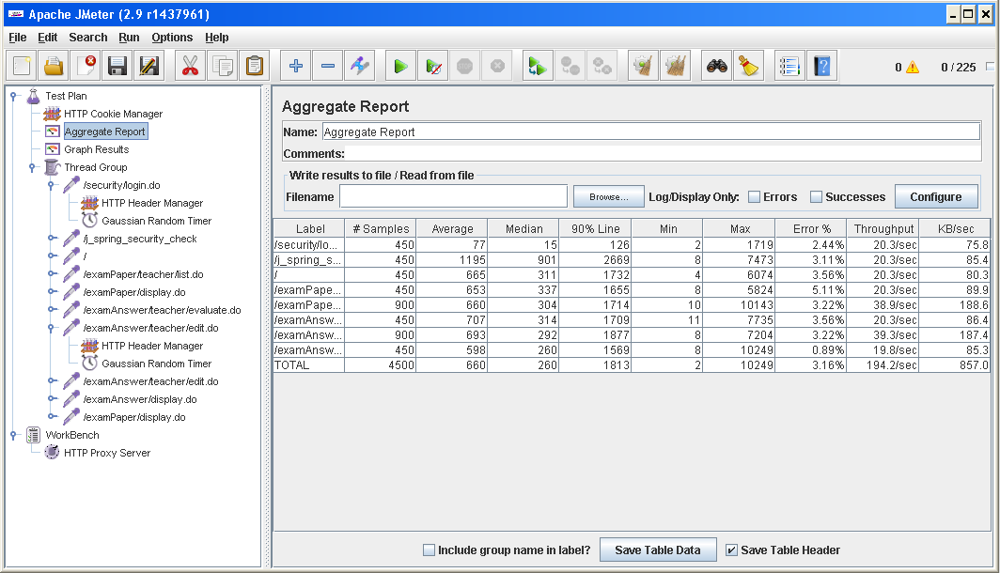 Apache JMeter (2.9 r1437961)
File Edit Search Run Options Help
0 0 / 225
Test Plan
HTTP Cookie Manager
Aggregate Report
Graph Results
Thread Group
/security/login.do
HTTP Header Manager
Gaussian Random Timer
/j_spring_security_check
/
/examPaper/teacher/list.do
/examPaper/display.do
/examAnswer/teacher/evaluate.do
/examAnswer/teacher/edit.do
HTTP Header Manager
Gaussian Random Timer
/examAnswer/teacher/edit.do
/examAnswer/display.do
/examPaper/display.do
WorkBench
HTTP Proxy Server
Aggregate Report
Name: Aggregate Report
Comments:
Write results to file / Read from file
Filename Browse... Log/Display Only: Errors Successes Configure
Label # Samples Average Median 90% Line Min Max Error % Throughput KB/sec
/security/lo... 450 77 15 126 2 1719 2.44% 20.3/sec 75.8
/j_spring_s... 450 1195 901 2669 8 7473 3.11% 20.3/sec 85.4
/ 450 665 311 1732 4 6074 3.56% 20.3/sec 80.3
/examPape... 450 653 337 1655 8 5824 5.11% 20.3/sec 89.9
/examPape... 900 660 304 1714 10 10143 3.22% 38.9/sec 188.6
/examAnsw... 450 707 314 1709 11 7735 3.56% 20.3/sec 86.4
/examAnsw... 900 693 292 1877 8 7204 3.22% 39.3/sec 187.4
/examAnsw... 450 598 260 1569 8 10249 0.89% 19.8/sec 85.3
TOTAL 4500 660 260 1813 2 10249 3.16% 194.2/sec 857.0
Include group name in label? Save Table Data Save Table Header